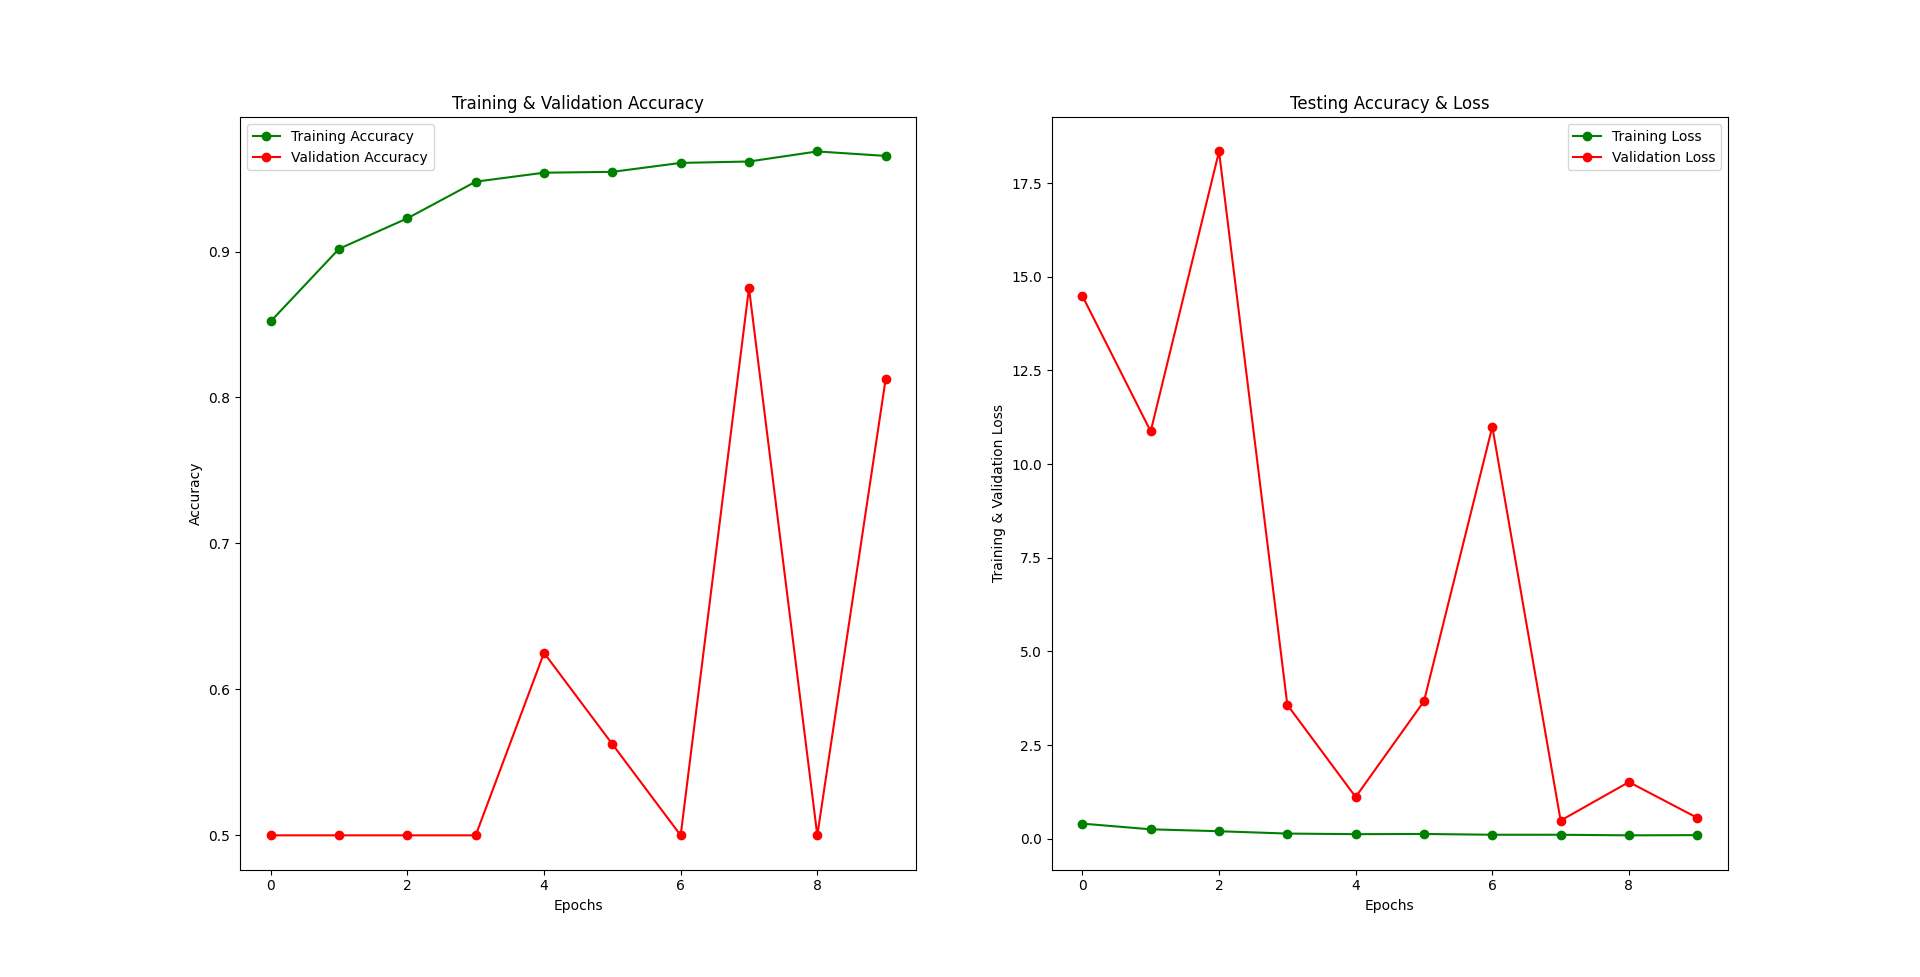 Training & Validation Accuracy
Training Accuracy
Validation Accuracy
0.9
0.8
0.7
0.6
0.5
Accuracy
0 2 4 6 8
Epochs
Testing Accuracy & Loss
Training Loss
Validation Loss
17.5
15.0
12.5
10.0
7.5
5.0
2.5
0.0
Training & Validation Loss
0 2 4 6 8
Epochs